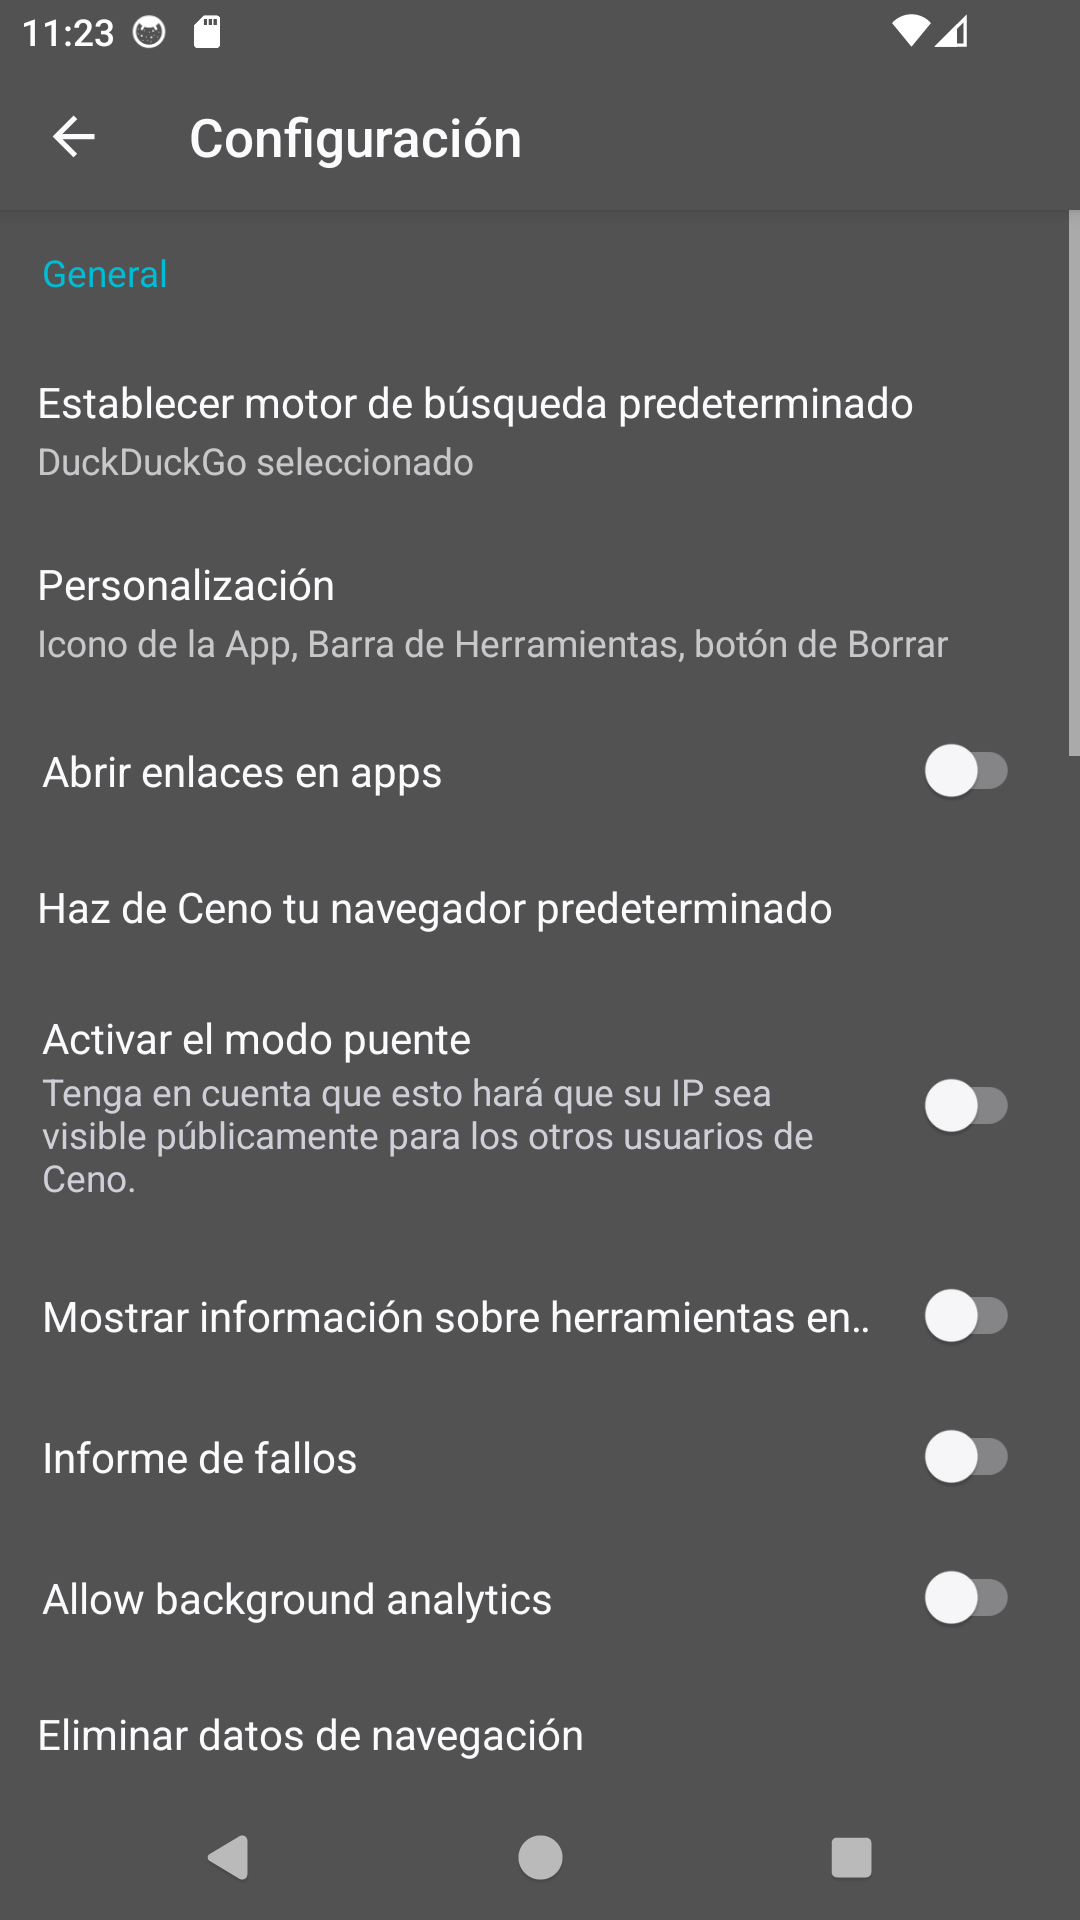 11:23
Configuración
General
Establecer motor de búsqueda predeterminado
DuckDuckGo seleccionado
Personalización
Icono de la App, Barra de Herramientas, botón de Borrar
Abrir enlaces en apps
Haz de Ceno tu navegador predeterminado
Activar el modo puente
Tenga en cuenta que esto hará que su IP sea
visible públicamente para los otros usuarios de
Ceno.
Mostrar información sobre herramientas en..
Informe de fallos
Allow background analytics
Eliminar datos de navegación